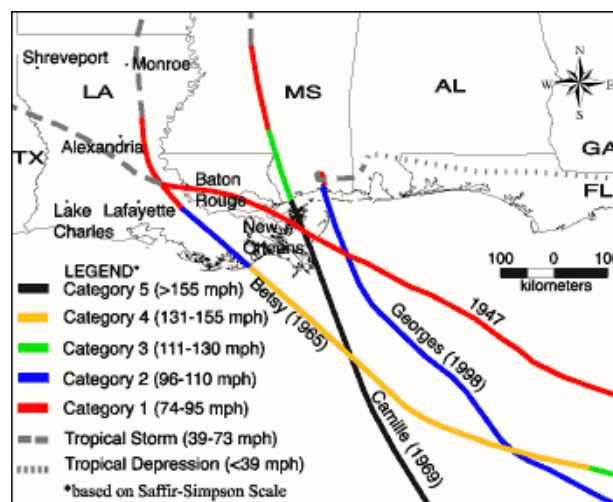 Shreveport
Monroe
LA
MS
AL
N
W E
S
GA
TX
Alexandria
FL
Baton
Rouge
Lake
Charles
Lafayette
New
Orleans
100 0 100
kilometers
LEGEND*
Category 5 (>155 mph)
Category 4 (131-155 mph)
Category 3 (111-130 mph)
Category 2 (96-110 mph)
Category 1 (74-95 mph)
Tropical Storm (39-73 mph)
Tropical Depression (<39 mph)
*based on Saffir-Simpson Scale
Betsy (1965)
Camille (1969)
Georges (1998)
1947